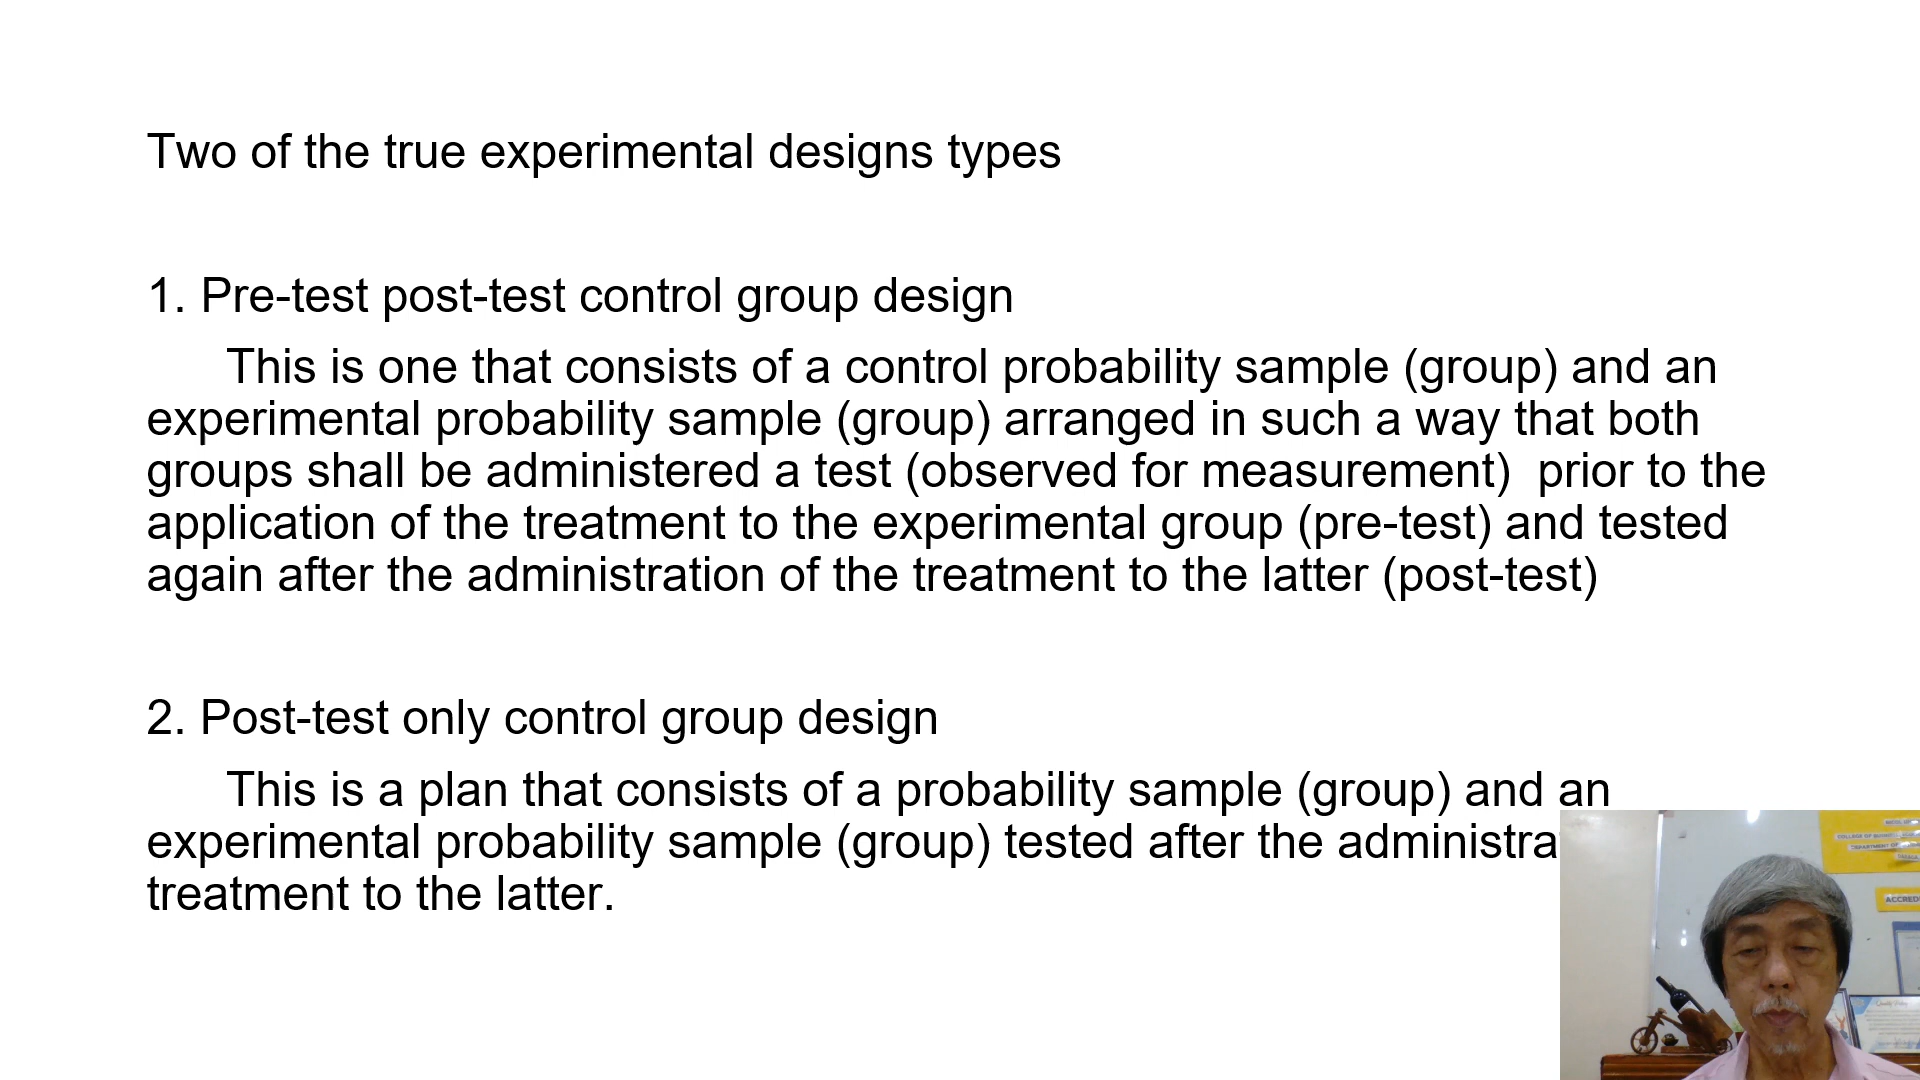 Two of the true experimental designs types
1. Pre-test post-test control group design
This is one that consists of a control probability sample (group) and an
experimental probability sample (group) arranged in such a way that both
groups shall be administered a test (observed for measurement)  prior to the
application of the treatment to the experimental group (pre-test) and tested
again after the administration of the treatment to the latter (post-test)
2. Post-test only control group design
This is a plan that consists of a probability sample (group) and an
experimental probability sample (group) tested after the administra
treatment to the latter.
COLLEGE OF
DEPARTMENT OF
ACCRED